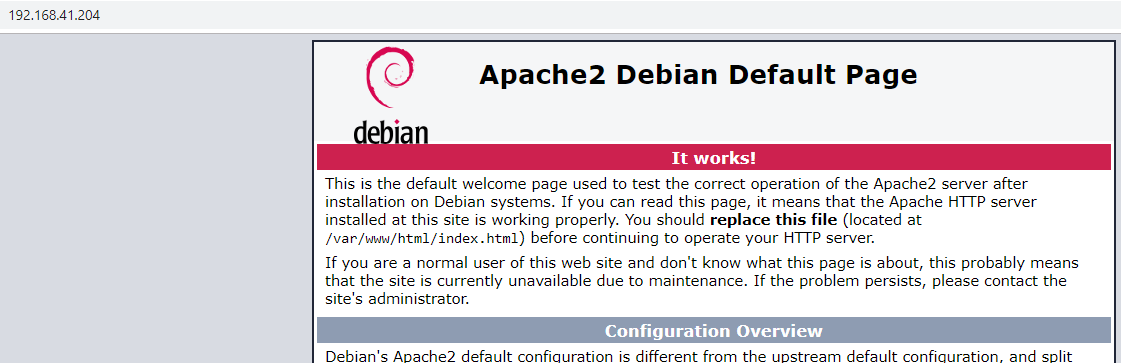 192.168.41.204
debian
Apache2 Debian Default Page
It works!
This is the default welcome page used to test the correct operation of the Apache2 server after
installation on Debian systems. If you can read this page, it means that the Apache HTTP server
installed at this site is working properly. You should replace this file (located at
/var/www/html/index.html) before continuing to operate your HTTP server.
If you are a normal user of this web site and don't know what this page is about, this probably means
that the site is currently unavailable due to maintenance. If the problem persists, please contact the
site's administrator.
Configuration Overview
Debian's Apache2 default configuration is different from the upstream default configuration, and split